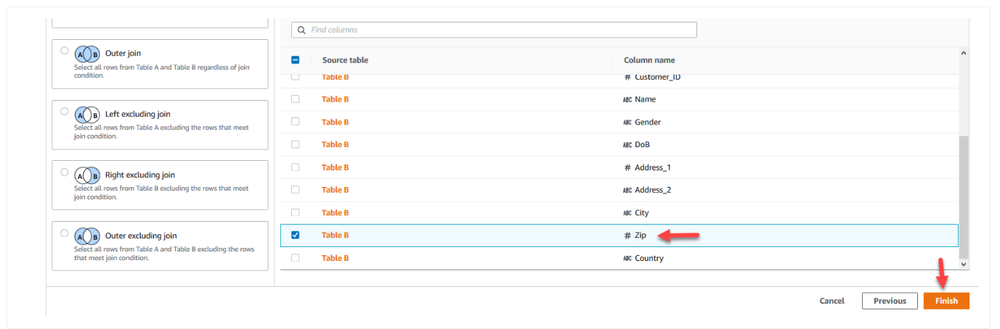 Find columns
Source table Column name
Table B # Customer_ID
Table B ABC Name
Table B ABC Gender
Table B ABC DoB
Table B # Address_1
Table B ABC Address_2
Table B ABC City
Table B # Zip
Table B ABC Country
A B Outer join
Select all rows from Table A and Table B regardless of join
condition.
A B Left excluding join
Select all rows from Table A excluding the rows that meet
join condition.
A B Right excluding join
Select all rows from Table B excluding the rows that meet
join condition.
A B Outer excluding join
Select all rows from Table A and Table B excluding the rows
that meet join condition.
Cancel Previous Finish